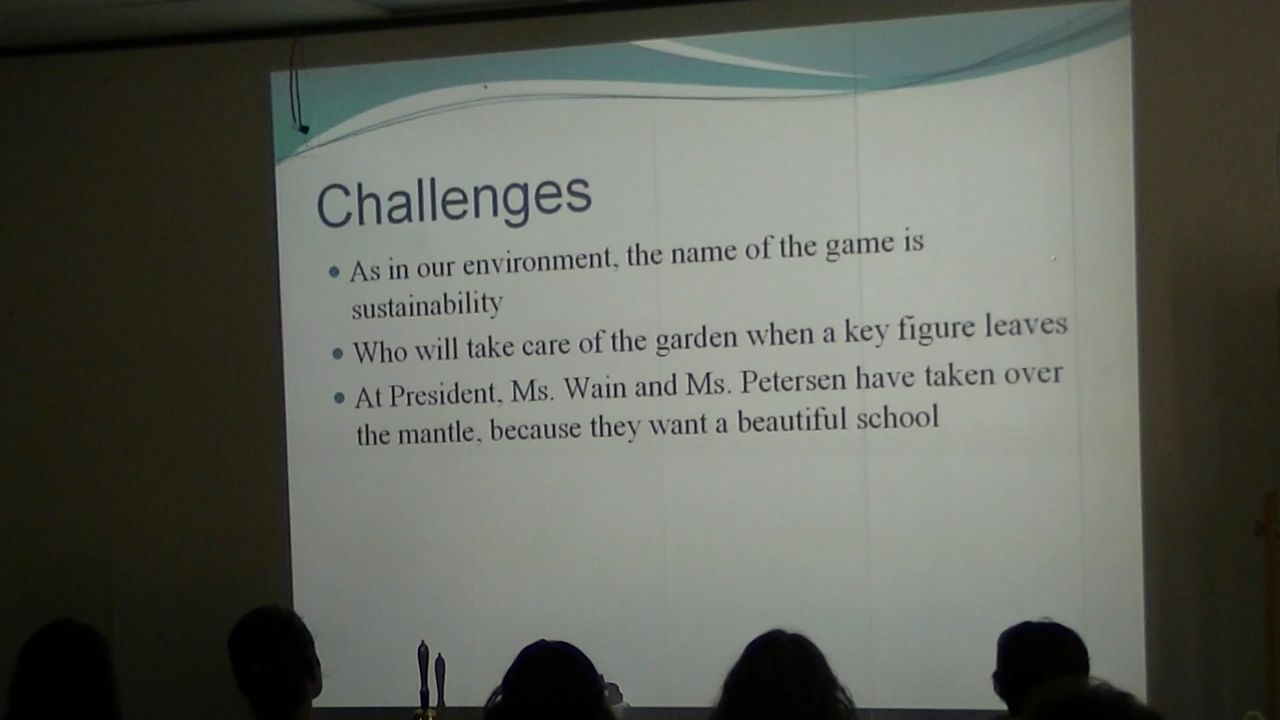 Challenges
As in our environment, the name of the game is
sustainability
Who will take care of the garden when a key figure leaves
At President, Ms. Wain and Ms. Petersen have taken over
the mantle, because they want a beautiful school